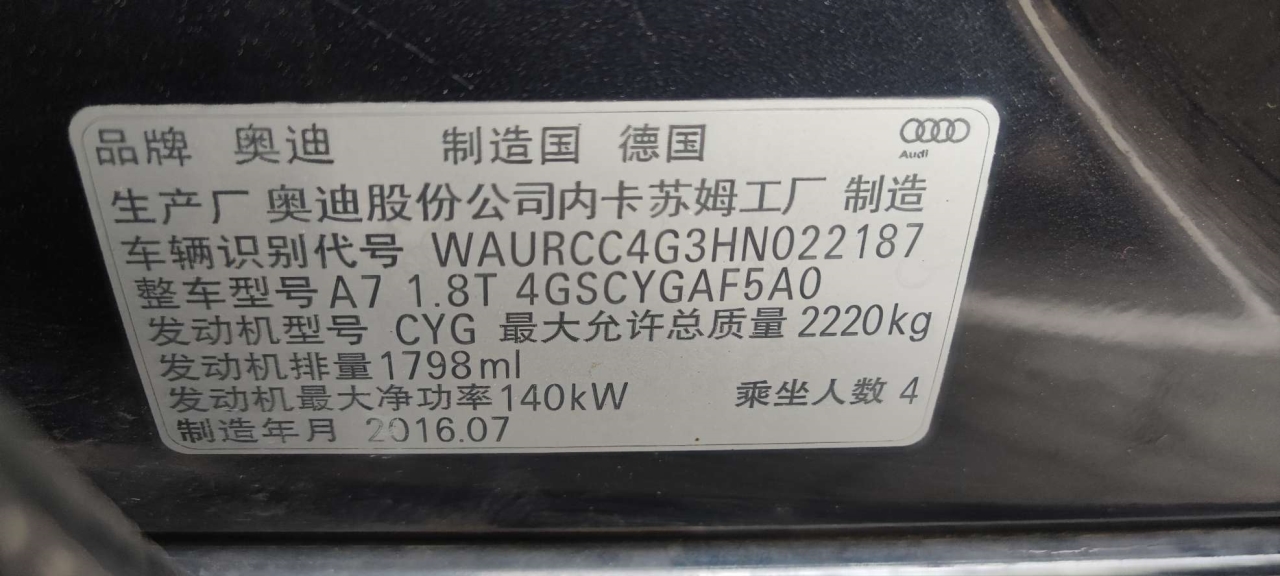 品牌 奥迪 制造国 德国 Audi
生产厂 奥迪股份公司内卡苏姆工厂 制造
车辆识别代号 WAURCC4G3HN022187
整车型号 A7 1.8T 4GSCYGAF5A0
发动机型号 CYG 最大允许总质量 2220kg
发动机排量 1798ml
发动机最大净功率 140kW 乘坐人数 4
制造年月 2016.07